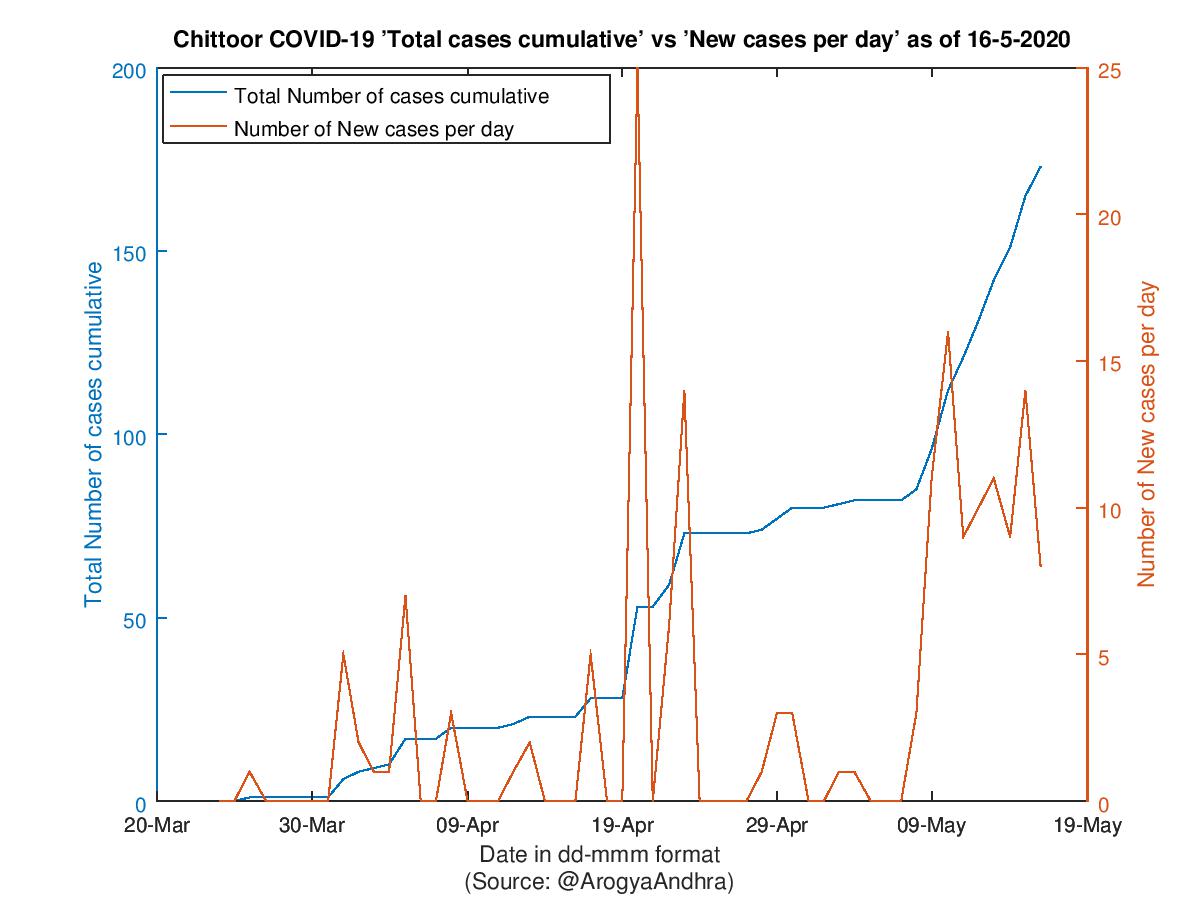 Chittoor COVID-19 ’Total cases cumulative’ vs ’New cases per day’ as of 16-5-2020
Total Number of cases cumulative
Number of New cases per day
200
150
100
50
0
Total Number of cases cumulative
25
20
15
10
5
0
Number of New cases per day
20-Mar 30-Mar 09-Apr 19-Apr 29-Apr 09-May 19-May
Date in dd-mmm format
(Source: @ArogyaAndhra)